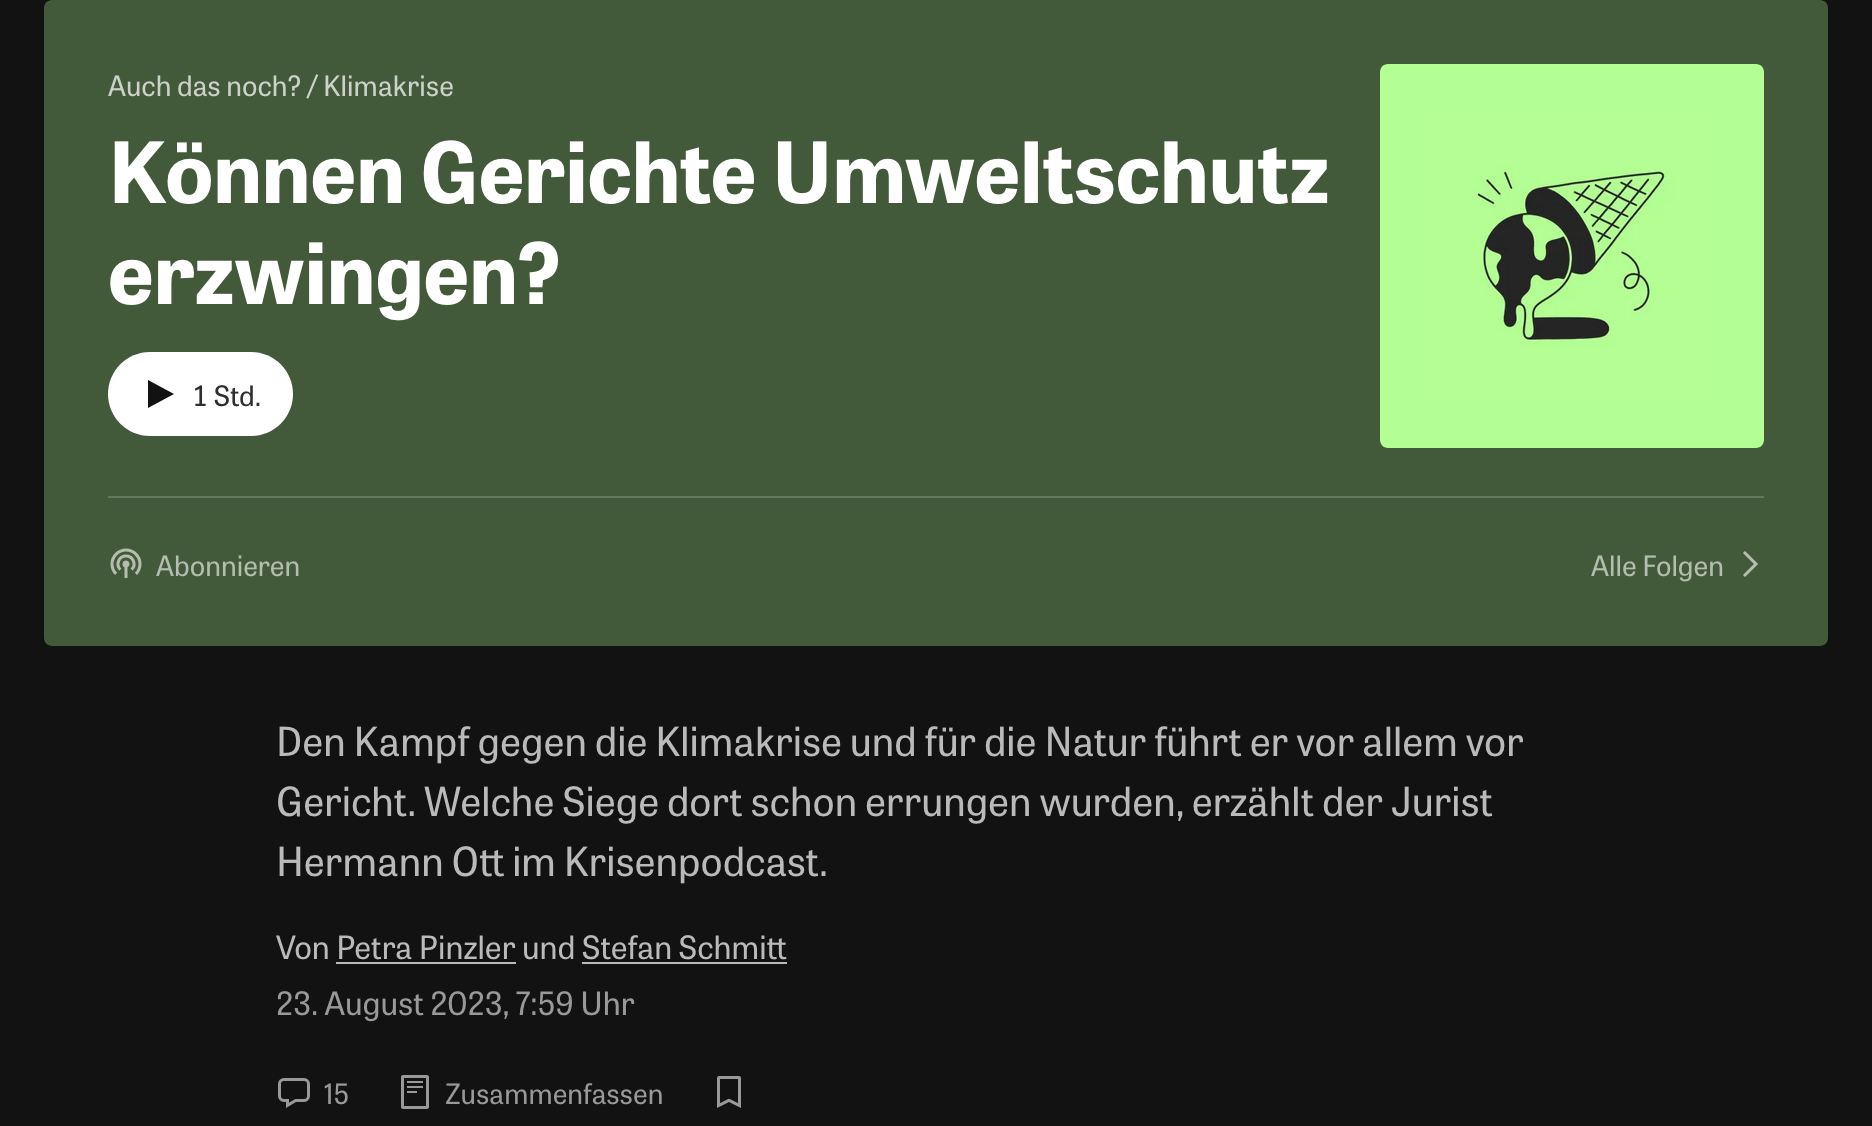 Auch das noch? / Klimakrise
Können Gerichte Umweltschutz
erzwingen?
1 Std.
Abonnieren
Alle Folgen
Den Kampf gegen die Klimakrise und für die Natur führt er vor allem vor
Gericht. Welche Siege dort schon errungen wurden, erzählt der Jurist
Hermann Ott im Krisenpodcast.
Von Petra Pinzler und Stefan Schmitt
23. August 2023, 7:59 Uhr
15 Zusammenfassen